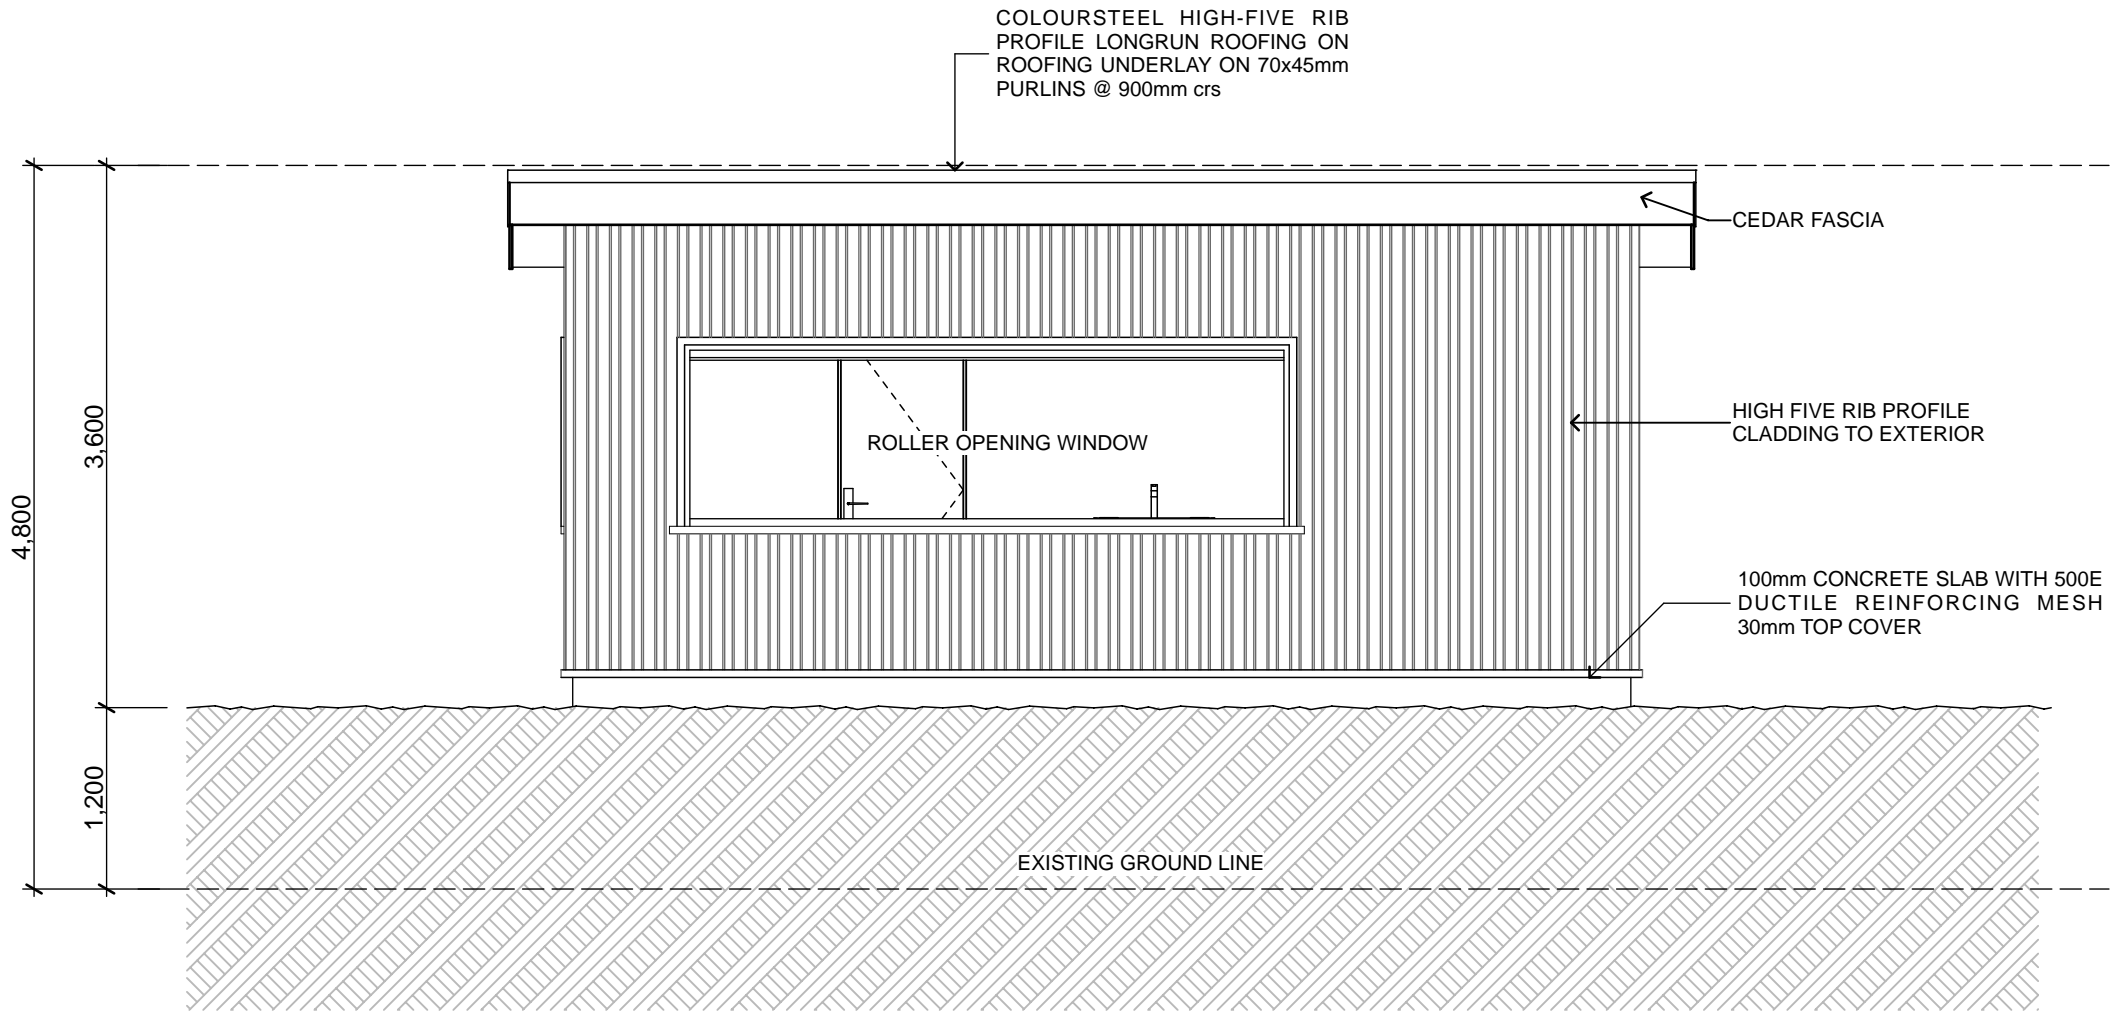 COLOURSTEEL HIGH-FIVE RIB
PROFILE LONGRUN ROOFING ON
ROOFING UNDERLAY ON 70x45mm
PURLINS @ 900mm crs
CEDAR FASCIA
HIGH FIVE RIB PROFILE
CLADDING TO EXTERIOR
3,600
ROLLER OPENING WINDOW
4,800
100mm CONCRETE SLAB WITH 500E
DUCTILE REINFORCING MESH
30mm TOP COVER
1,200
EXISTING GROUND LINE